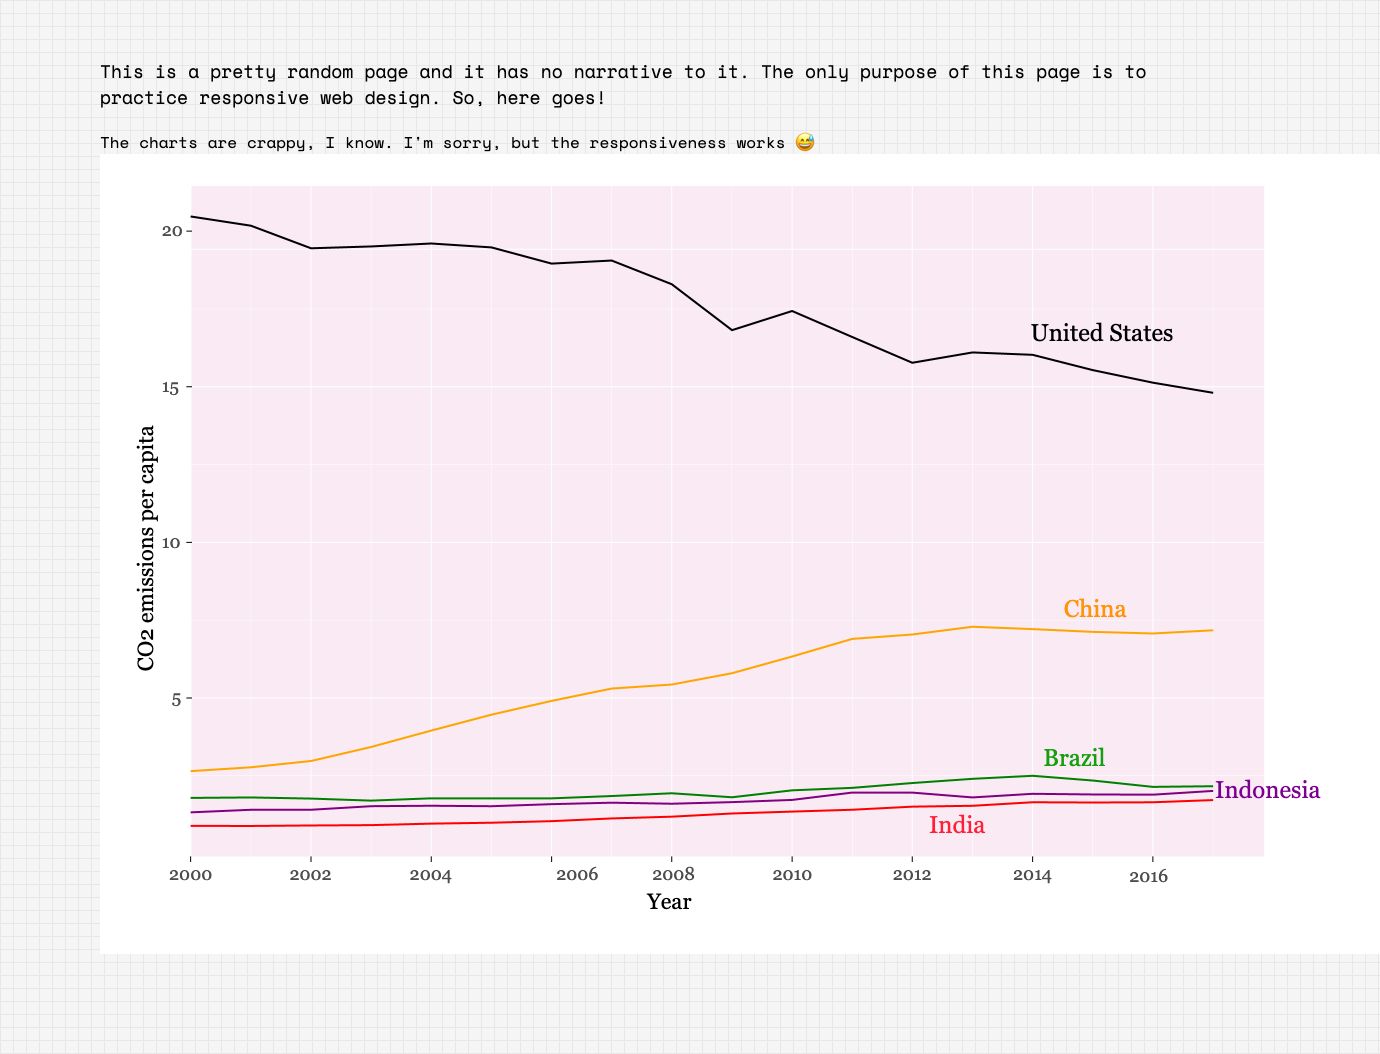 This is a pretty random page and it has no narrative to it. The only purpose of this page is to
practice responsive web design. So, here goes!
The charts are crappy, I know. I'm sorry, but the responsiveness works 😅
20
15
10
5
CO2 emissions per capita
United States
China
Brazil
Indonesia
India
2000 2002 2004 2006 2008 2010 2012 2014 2016
Year